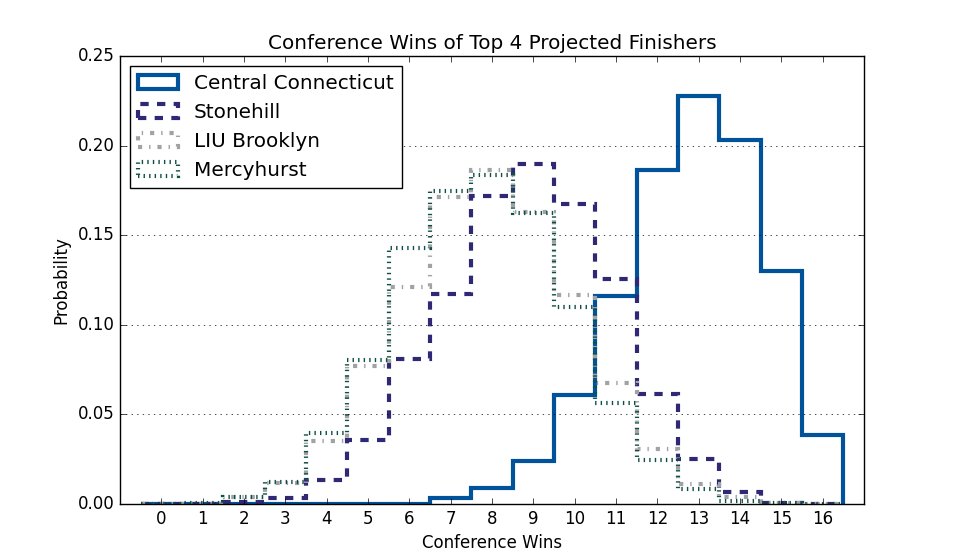 Conference Wins of Top 4 Projected Finishers
0.25
Central Connecticut
Stonehill
LIU Brooklyn
Mercyhurst
0.20
0.15
0.10
0.05
0.00
Probability
0 1 2 3 4 5 6 7 8 9 10 11 12 13 14 15 16
Conference Wins